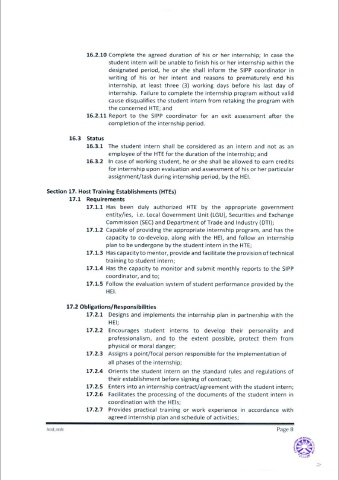 16.2.10 Complete the agreed duration of his or her internship; In case the
student intern will be unable to finish his or her internship within the
designated period, he or she shall inform the SIPP coordinator in
writing of his or her intent and reasons to prematurely end his
internship, at least three (3) working days before his last day of
internship. Failure to complete the internship program without valid
cause disqualifies the student intern from retaking the program with
the concerned HTE; and
16.2.11 Report to the SIPP coordinator for an exit assessment after the
completion of the internship period.
16.3 Status
16.3.1 The student intern shall be considered as an intern and not as an
employee of the HTE for the duration of the internship; and
16.3.2 In case of working student, he or she shall be allowed to earn credits
for internship upon evaluation and assessment of his or her particular
assignment/task during internship period, by the HEI.
Section 17. Host Training Establishments (HTEs)
17.1 Requirements
17.1.1 Has been duly authorized HTE by the appropriate government
entity/ies, i.e. Local Government Unit (LGU), Securities and Exchange
Commission (SEC) and Department of Trade and Industry (DTI);
17.1.2 Capable of providing the appropriate internship program, and has the
capacity to co-develop, along with the HEI, and follow an internship
plan to be undergone by the student intern in the HTE;
17.1.3 Has capacity to mentor, provide and facilitate the provision of technical
training to student intern;
17.1.4 Has the capacity to monitor and submit monthly reports to the SIPP
coordinator, and to;
17.1.5 Follow the evaluation system of student performance provided by the
HEI.
17.2 Obligations/Responsibilities
17.2.1 Designs and implements the internship plan in partnership with the
HEI;
17.2.2 Encourages student interns to develop their personality and
professionalism, and to the extent possible, protect them from
physical or moral danger;
17.2.3 Assigns a point/focal person responsible for the implementation of
all phases of the internship;
17.2.4 Orients the student intern on the standard rules and regulations of
their establishment before signing of contract;
17.2.5 Enters into an internship contract/agreement with the student intern;
17.2.6 Facilitates the processing of the documents of the student intern in
coordination with the HEIs;
17.2.7 Provides practical training or work experience in accordance with
agreed internship plan and schedule of activities;
Page 8